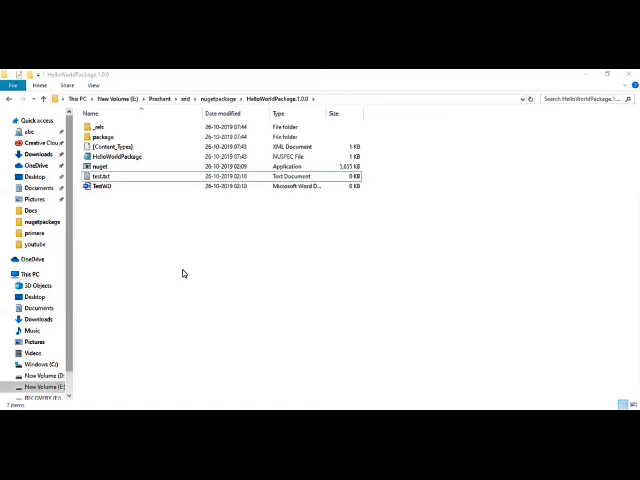 HelloWorldPackage.1.0.0
File Home Share View
This PC > New Volume (E:) > Prashant > rnd > nugetpackage > HelloWorldPackage.1.0.0 >
Search HelloWorldPackage.1....
Name Date modified Type Size
_rels 26-10-2019 07:44 File folder
package 26-10-2019 07:44 File folder
[Content_Types] 26-10-2019 07:43 XML Document 1 KB
HelloWorldPackage 26-10-2019 07:43 NUSPEC File 1 KB
nuget 26-10-2019 02:09 Application 5,655 KB
test.txt 26-10-2019 02:10 Text Document 0 KB
TestWD 26-10-2019 02:10 Microsoft Word D... 0 KB
Quick access
abc
Creative Clou
Downloads
OneDrive
Desktop
Documents
Pictures
Docs
nugetpackage
primere
youtube
OneDrive
This PC
3D Objects
Desktop
Documents
Downloads
Music
Pictures
Videos
Windows (C:)
New Volume (D:
New Volume (E:
RECOVERY (F:)
7 items